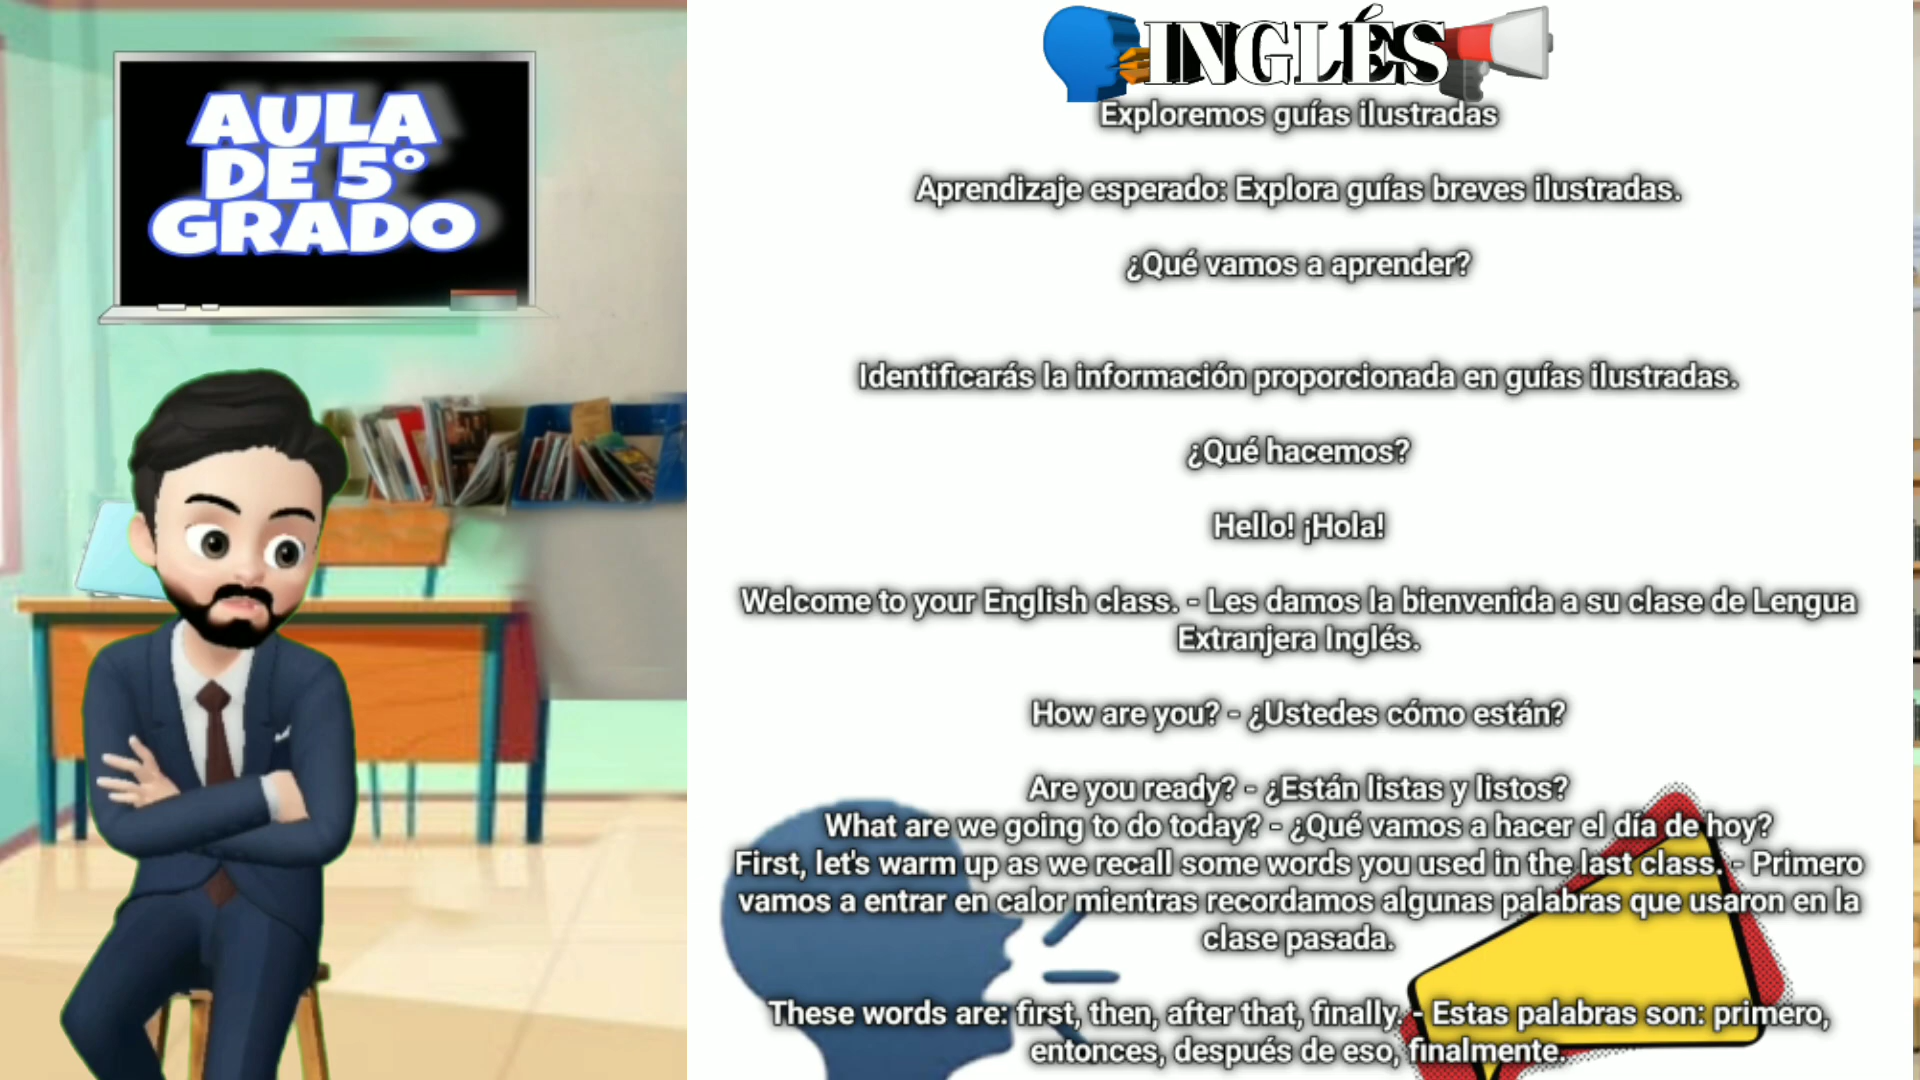 AULA
DE 5º
GRADO
INGLÉS
Exploremos guías ilustradas
Aprendizaje esperado: Explora guías breves ilustradas.
¿Qué vamos a aprender?
Identificarás la información proporcionada en guías ilustradas.
¿Qué hacemos?
Hello! ¡Hola!
Welcome to your English class. - Les damos la bienvenida a su clase de Lengua
Extranjera Inglés.
How are you? - ¿Ustedes cómo están?
Are you ready? - ¿Están listas y listos?
What are we going to do today? - ¿Qué vamos a hacer el día de hoy?
First, let's warm up as we recall some words you used in the last class. - Primero
vamos a entrar en calor mientras recordamos algunas palabras que usaron en la
clase pasada.
These words are: first, then, after that, finally. - Estas palabras son: primero,
entonces, después de eso, finalmente.